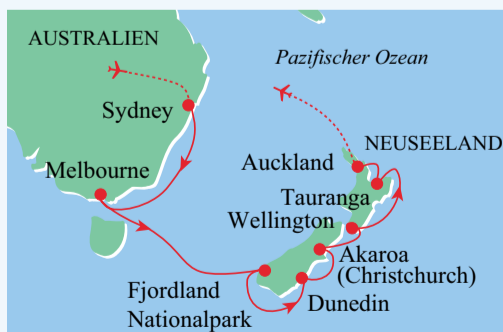 AUSTRALIEN
Pazifischer Ozean
Sydney
NEUSEELAND
Auckland
Melbourne
Tauranga
Wellington
Akaroa
(Christchurch)
Fjordland
Nationalpark
Dunedin